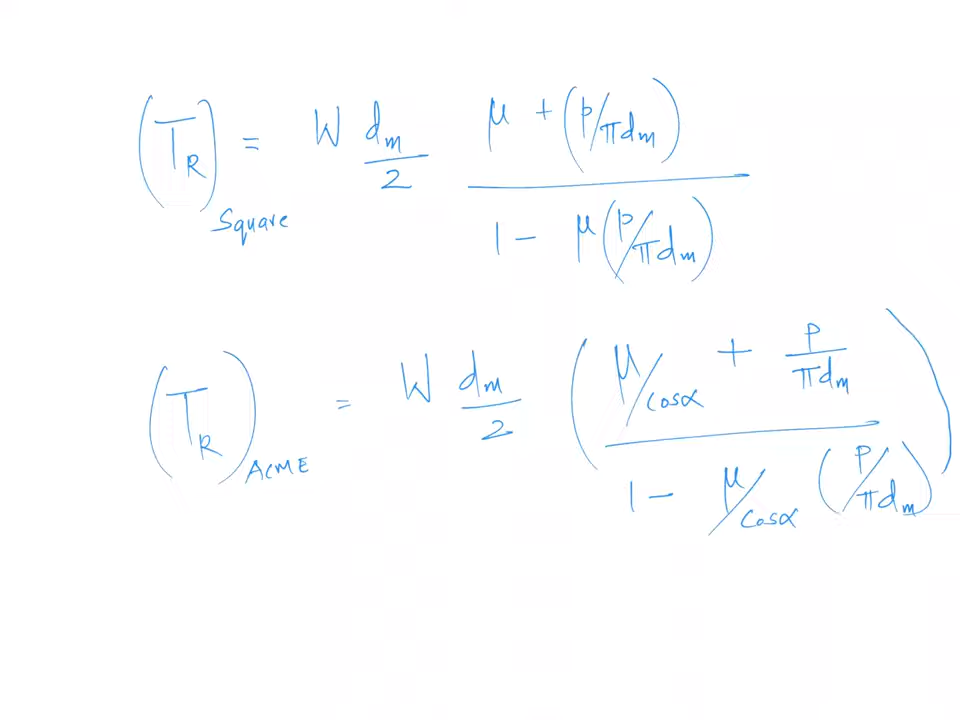 (T_R)_Square = W d_m/2 (μ + (p/πd_m)) / (1 - μ(p/πd_m))
(T_R)_ACME = W d_m/2 ((μ/cosα + p/πd_m) / (1 - μ/cosα (p/πd_m)))